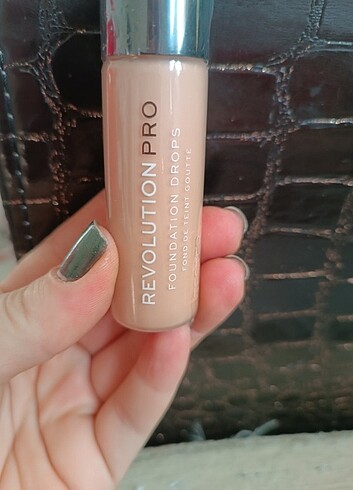 REVOLUTION PRO
FOUNDATION DROPS
FOND DE TEINT GOUTTE